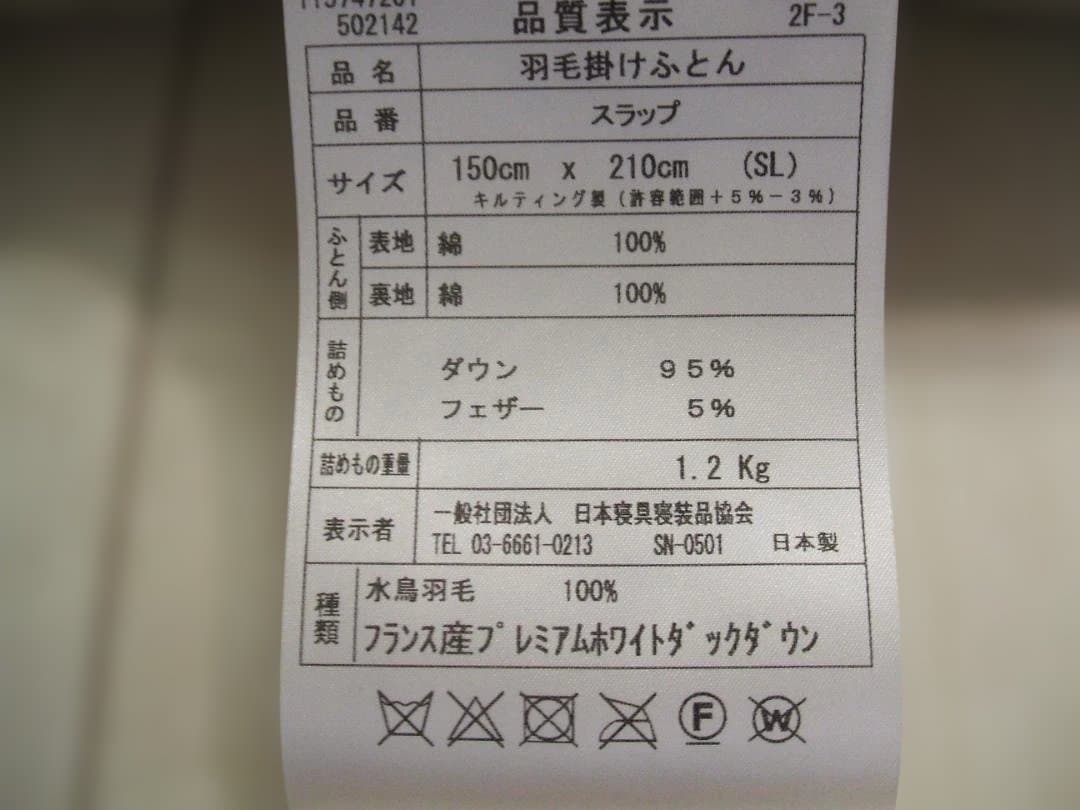 502142
品質表示
2F-3
品名 羽毛掛けふとん
品番 スラップ
サイズ 150cm x 210cm (SL)
キルティング製(許容範囲+5%-3%)
ふとん側
表地 綿 100%
裏地 綿 100%
詰めもの
ダウン 95%
フェザー 5%
詰めもの重量 1.2 Kg
表示者
一般社団法人 日本寝具寝装品協会
TEL 03-6661-0213 SN-0501 日本製
種類
水鳥羽毛 100%
フランス産プレミアムホワイトダックダウン
F
W